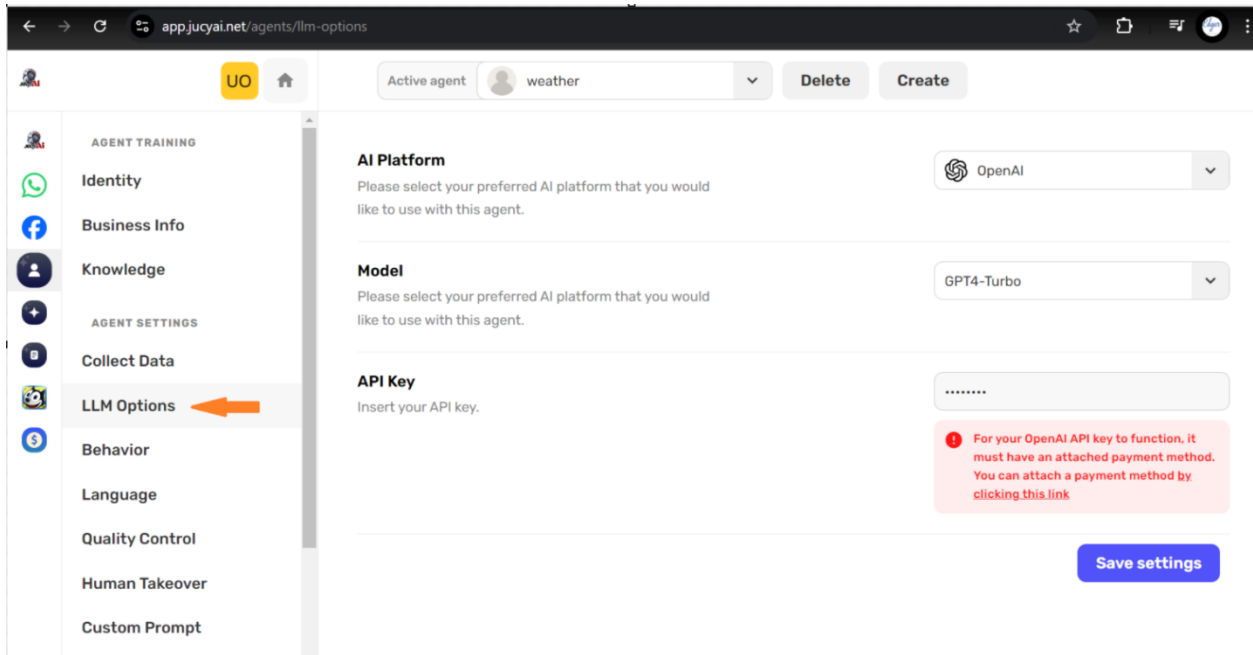 app.jucyai.net/agents/llm-options
UO
Active agent
weather
Delete
Create
AGENT TRAINING
Identity
Business Info
Knowledge
AGENT SETTINGS
Collect Data
LLM Options
Behavior
Language
Quality Control
Human Takeover
Custom Prompt
AI Platform
Please select your preferred AI platform that you would
like to use with this agent.
OpenAI
Model
Please select your preferred AI platform that you would
like to use with this agent.
GPT4-Turbo
API Key
Insert your API key.
........
For your OpenAI API key to function, it
must have an attached payment method.
You can attach a payment method by
clicking this link
Save settings